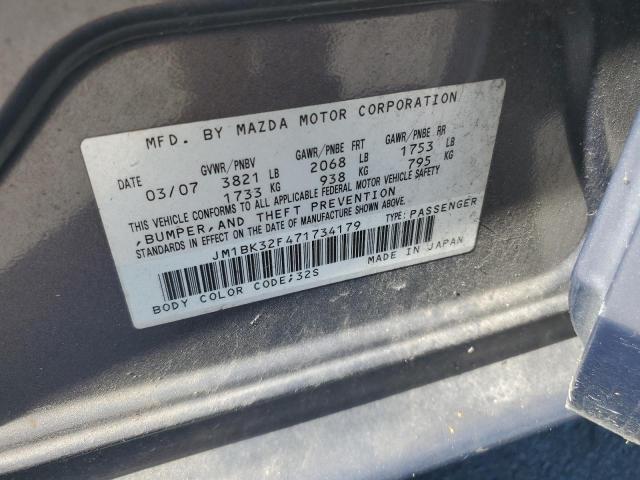 MFD. BY MAZDA MOTOR CORPORATION
DATE GVWR/PNBV GAWR/PNBE FRT GAWR/PNBE RR
03/07 3821 LB 2068 LB 1753 LB
1733 KG 938 KG 795 KG
THIS VEHICLE CONFORMS TO ALL APPLICABLE FEDERAL MOTOR VEHICLE SAFETY
,BUMPER,AND THEFT PREVENTION
STANDARDS IN EFFECT ON THE DATE OF MANUFACTURE SHOWN ABOVE.
JM1BK32F471734179 TYPE: PASSENGER
MADE IN JAPAN
BODY COLOR CODE;32S